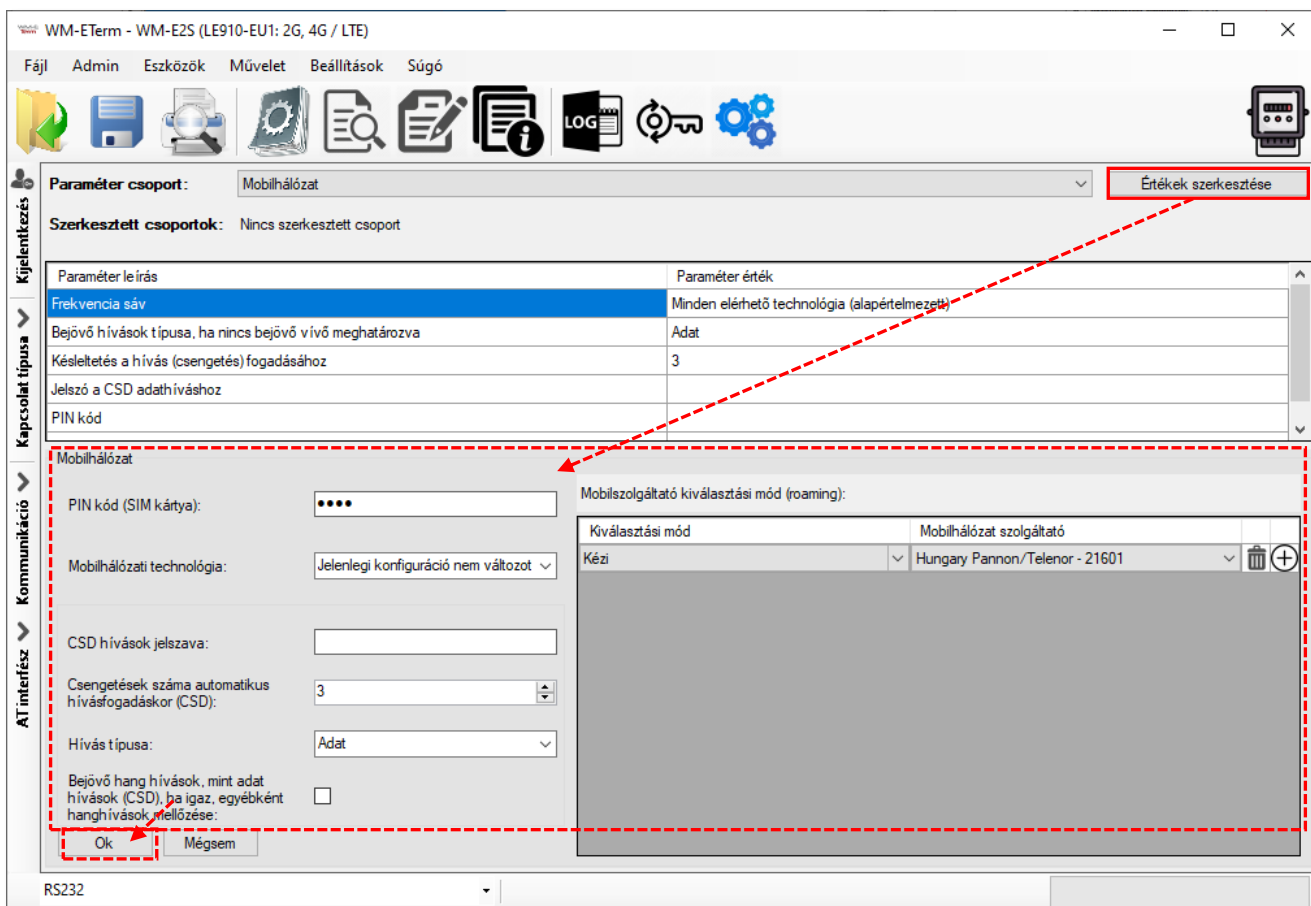 WM-ETerm - WM-E2S (LE910-EU1: 2G, 4G / LTE)
Fájl Admin Eszközök Művelet Beállítások Súgó
LOG
Kijelentkezés
Kapcsolat típusa
Kommunikáció
AT interfész
Paraméter csoport: Mobilhálózat Értékek szerkesztése
Szerkesztett csoportok: Nincs szerkesztett csoport
Paraméter leírás Paraméter érték
Frekvencia sáv Minden elérhető technológia (alapértelmezett)
Bejövő hívások típusa, ha nincs bejövő vívő meghatározva Adat
Késleltetés a hívás (csengetés) fogadásához 3
Jelszó a CSD adathíváshoz
PIN kód
Mobilhálózat
PIN kód (SIM kártya): ●●●●
Mobilhálózati technológia: Jelenlegi konfiguráció nem változot
CSD hívások jelszava:
Csengetések száma automatikus
hívásfogadáskor (CSD): 3
Hívás típusa: Adat
Bejövő hang hívások, mint adat
hívások (CSD), ha igaz, egyébként
hanghívások mellőzése:
Ok Mégsem
Mobilszolgáltató kiválasztási mód (roaming):
Kiválasztási mód Mobilhálózat szolgáltató
Kézi Hungary Pannon/Telenor - 21601
RS232